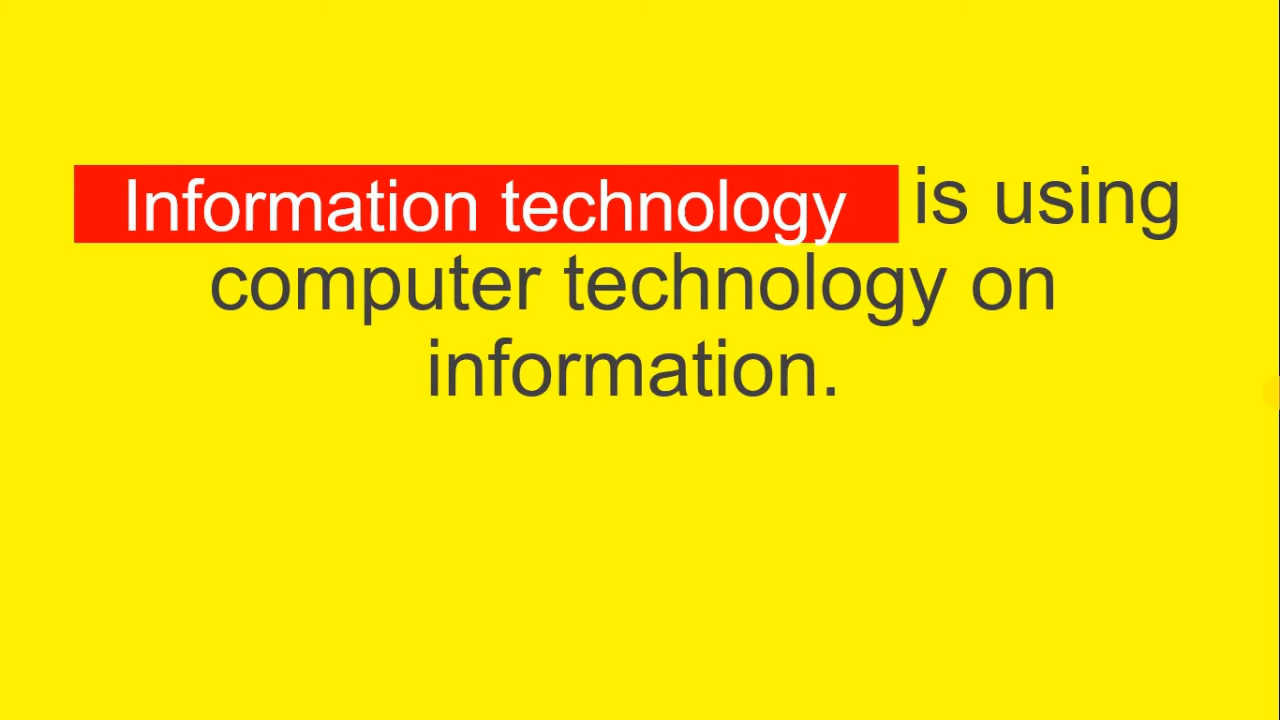 Information technology is using
computer technology on
information.